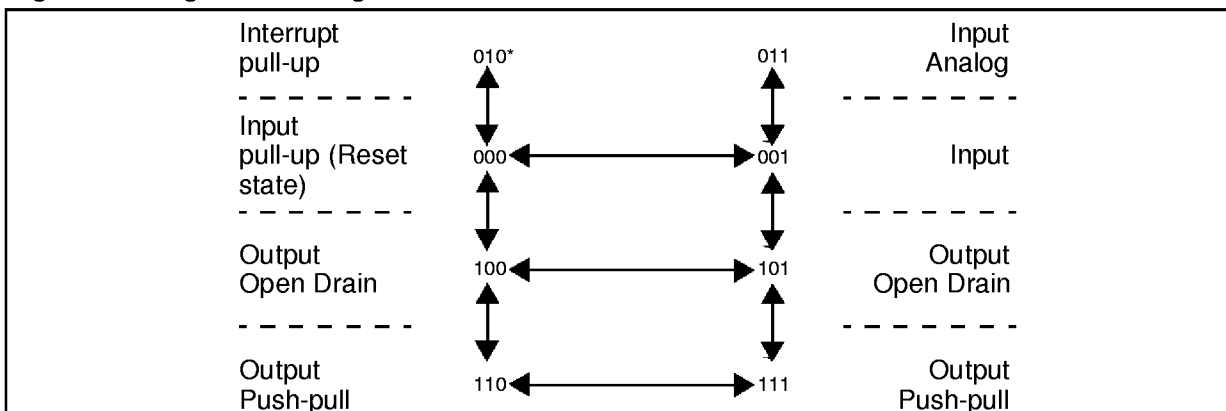 Interrupt
pull-up
010*
011
Input
Analog
Input
pull-up (Reset
state)
000
001
Input
Output
Open Drain
100
101
Output
Open Drain
Output
Push-pull
110
111
Output
Push-pull